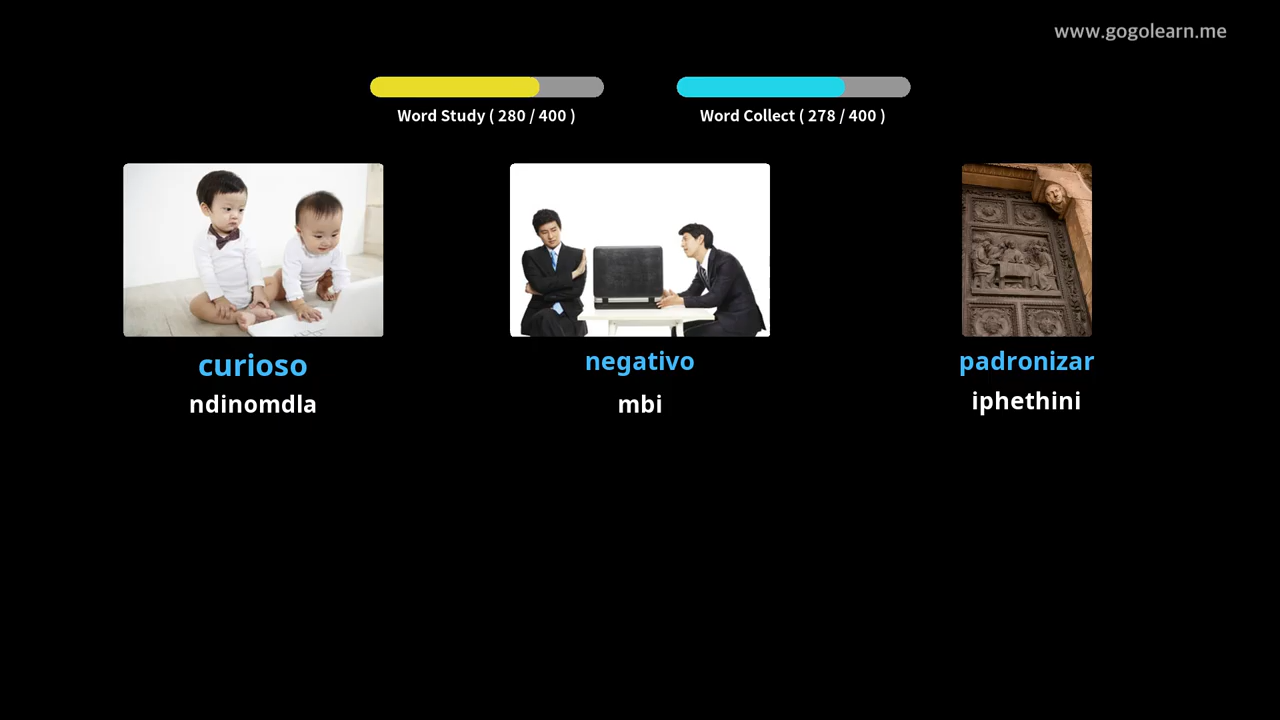 www.gogolearn.me
Word Study ( 280 / 400 )
Word Collect ( 278 / 400 )
curioso
negativo
padronizar
ndinomdla
mbi
iphethini